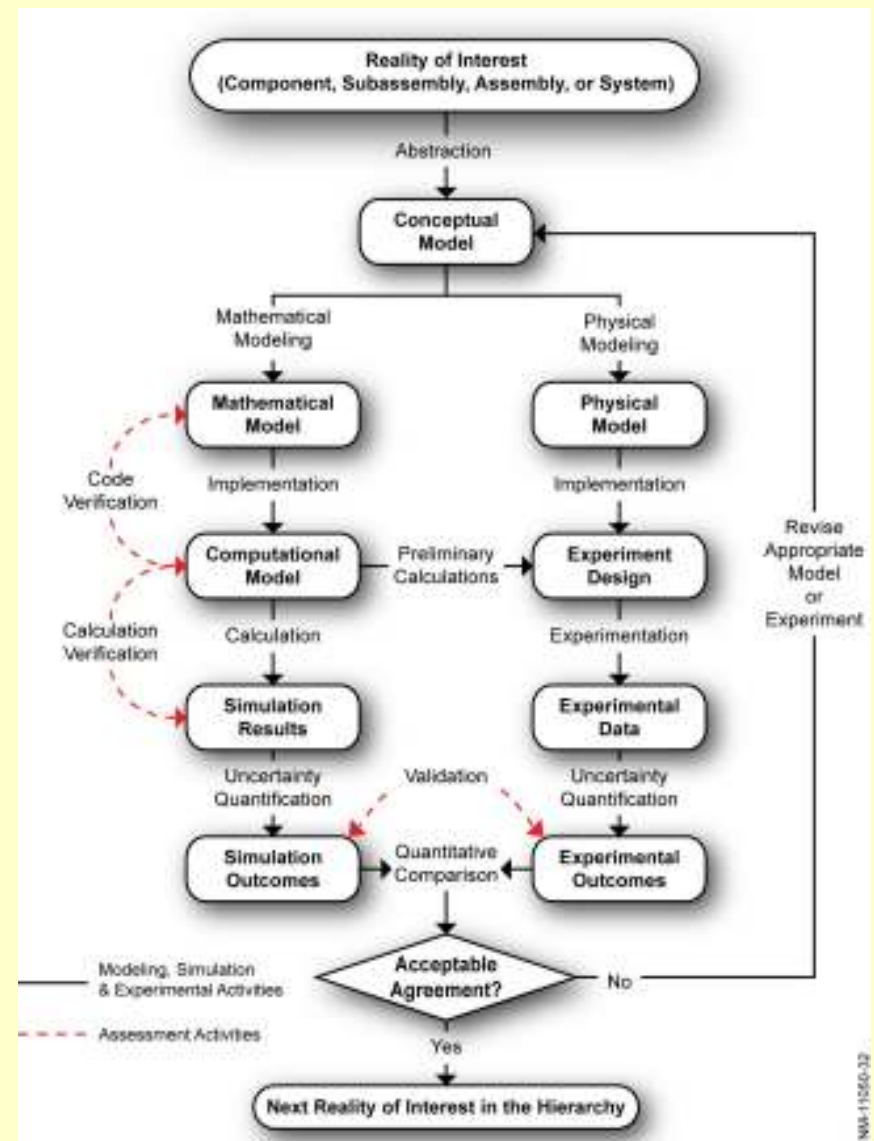 Reality of Interest
(Component, Subassembly, Assembly, or System)
Abstraction
Conceptual
Model
Mathematical
Modeling
Physical
Modeling
Mathematical
Model
Physical
Model
Code
Verification
Implementation
Implementation
Revise
Appropriate
Model
or
Experiment
Computational
Model
Preliminary
Calculations
Experiment
Design
Calculation
Verification
Calculation
Experimentation
Simulation
Results
Experimental
Data
Uncertainty
Quantification
Validation
Uncertainty
Quantification
Simulation
Outcomes
Quantitative
Comparison
Experimental
Outcomes
Modeling, Simulation
& Experimental Activities
Acceptable
Agreement?
No
Assessment Activities
Yes
Next Reality of Interest in the Hierarchy